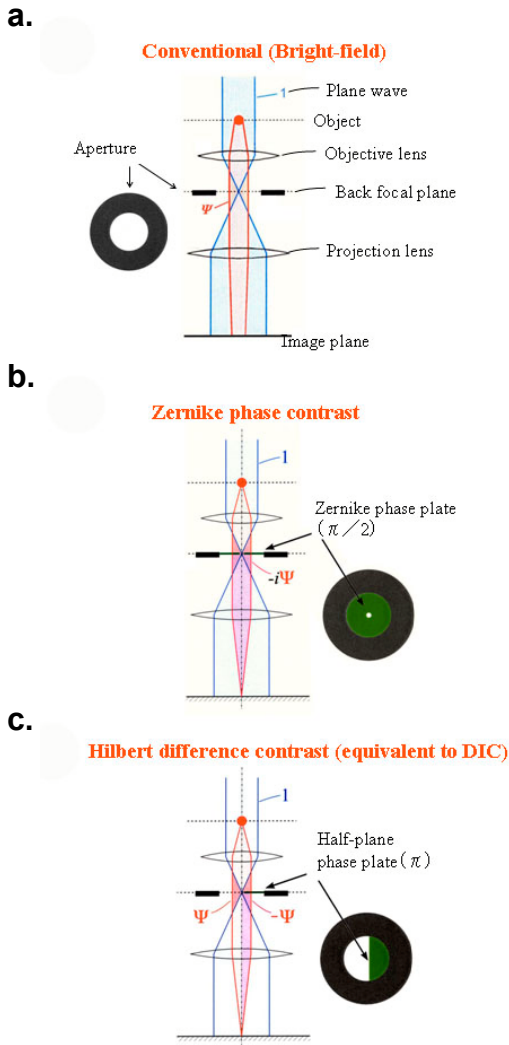 a.
Conventional (Bright-field)
1
Plane wave
Object
Aperture
Objective lens
Back focal plane
Ψ
Projection lens
Image plane
b.
Zernike phase contrast
1
Zernike phase plate
(π/2)
-iΨ
c.
Hilbert difference contrast (equivalent to DIC)
1
Half-plane
phase plate(π)
Ψ
-Ψ